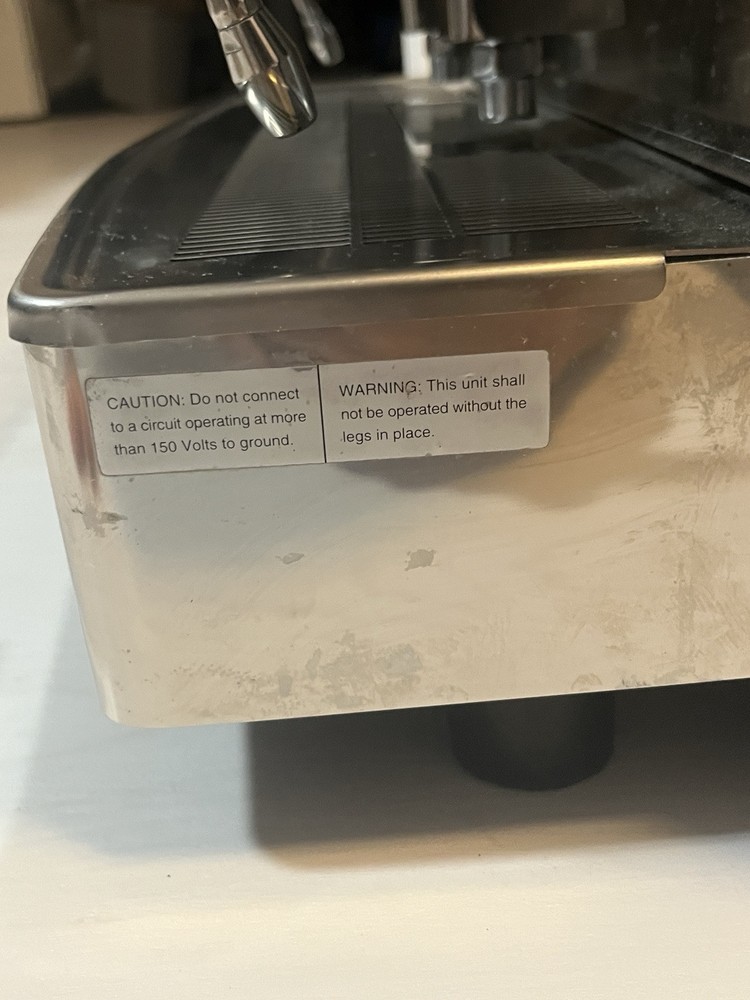 CAUTION: Do not connect
to a circuit operating at more
than 150 Volts to ground.
WARNING: This unit shall
not be operated without the
legs in place.